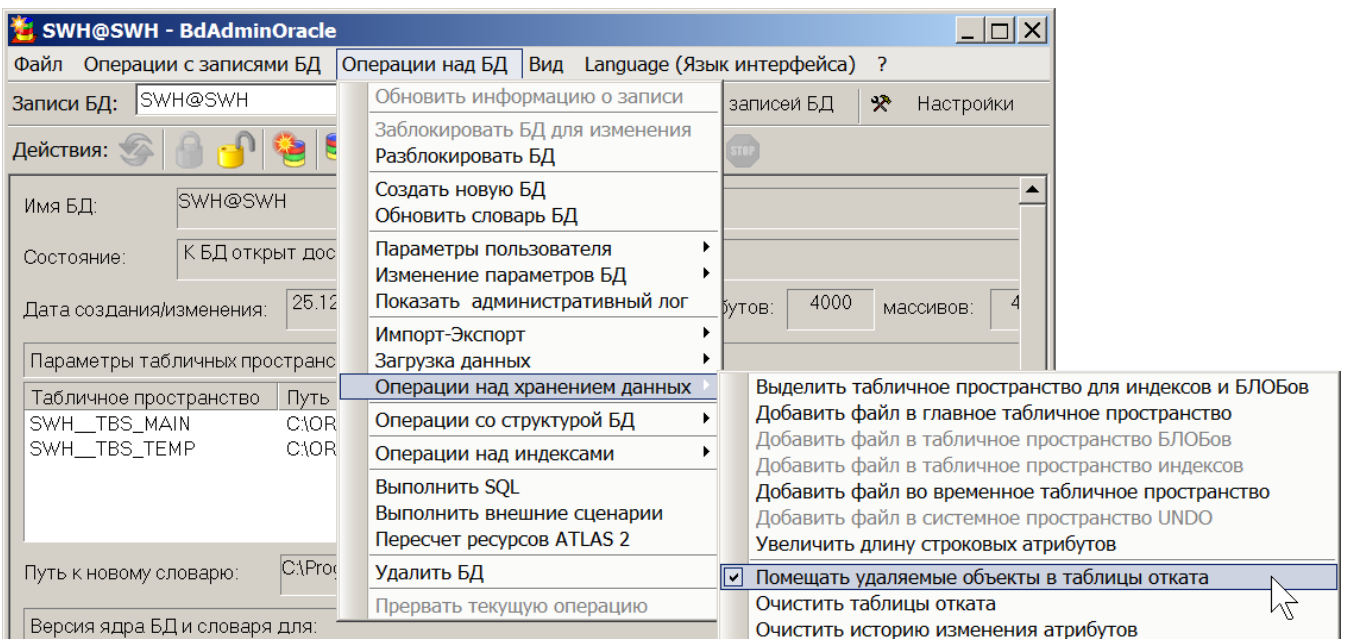 SWH@SWH - BdAdminOracle
Файл Операции с записями БД Операции над БД Вид Language (Язык интерфейса) ?
Записи БД: SWH@SWH записей БД Настройки
Действия: STOP
Имя БД: SWH@SWH
Состояние: К БД открыт дос
Дата создания/изменения: 25.12 бутов: 4000 массивов: 4
Параметры табличных пространс
Табличное пространство Путь
SWH__TBS_MAIN C:\OR
SWH__TBS_TEMP C:\OR
Путь к новому словарю: C:\Prog
Версия ядра БД и словаря для:
Обновить информацию о записи
Заблокировать БД для изменения
Разблокировать БД
Создать новую БД
Обновить словарь БД
Параметры пользователя
Изменение параметров БД
Показать административный лог
Импорт-Экспорт
Загрузка данных
Операции над хранением данных
Операции со структурой БД
Операции над индексами
Выполнить SQL
Выполнить внешние сценарии
Пересчет ресурсов ATLAS 2
Удалить БД
Прервать текущую операцию
Выделить табличное пространство для индексов и БЛОБов
Добавить файл в главное табличное пространство
Добавить файл в табличное пространство БЛОБов
Добавить файл в табличное пространство индексов
Добавить файл во временное табличное пространство
Добавить файл в системное пространство UNDO
Увеличить длину строковых атрибутов
Помещать удаляемые объекты в таблицы отката
Очистить таблицы отката
Очистить историю изменения атрибутов